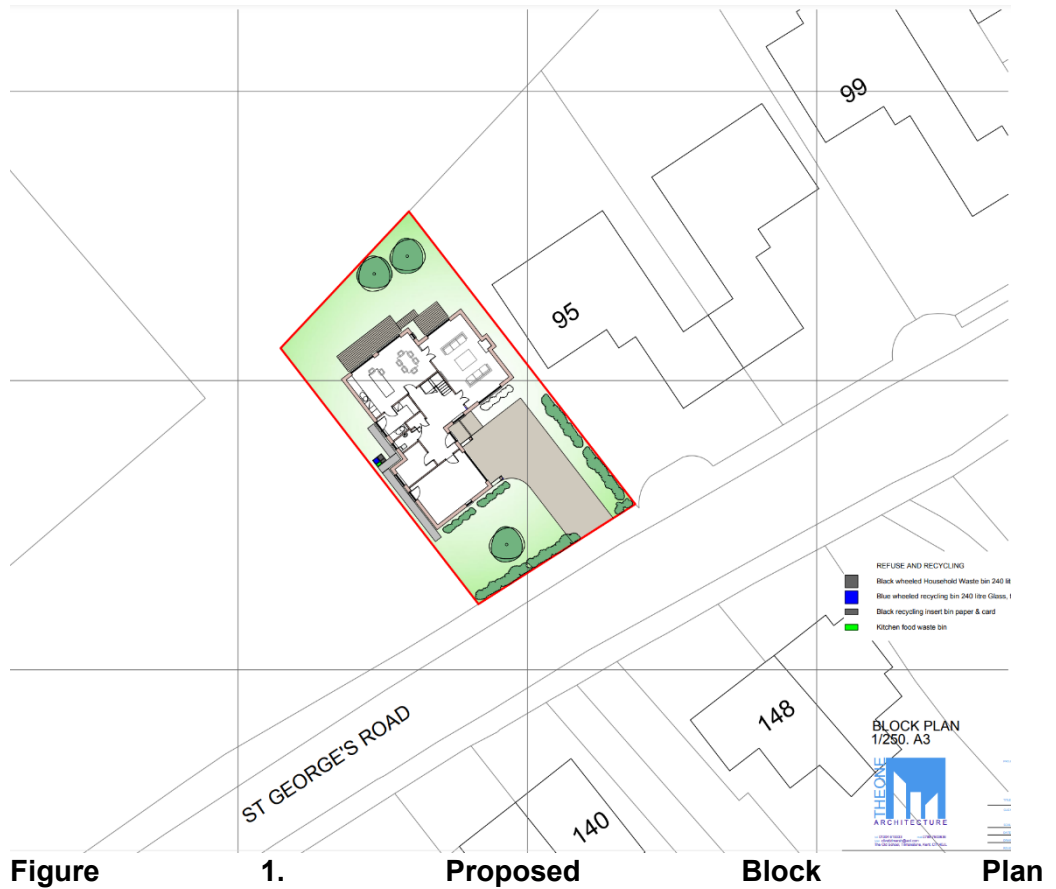 99
95
REFUSE AND RECYCLING
Black wheeled Household Waste bin 240 lit
Blue wheeled recycling bin 240 litre Glass,
Black recycling insert bin paper & card
Kitchen food waste bin
148
BLOCK PLAN
1/250. A3
THEONE
ARCHITECTURE
ST GEORGE'S ROAD
140
Figure 1. Proposed Block Plan